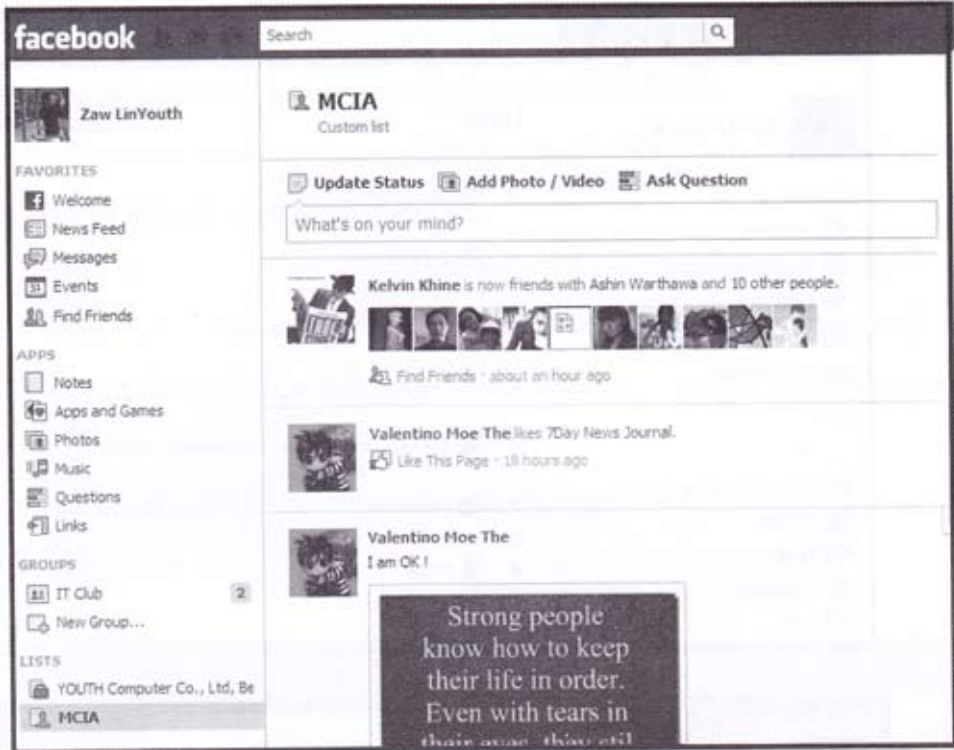 facebook
Search
Zaw LinYouth
FAVORITES
Welcome
News Feed
Messages
31 Events
Find Friends
APPS
Notes
Apps and Games
Photos
Music
Questions
Links
GROUPS
IT Club 2
New Group...
LISTS
YOUTH Computer Co., Ltd, Be
MCIA
MCIA
Custom list
Update Status Add Photo / Video Ask Question
What's on your mind?
Kelvin Khine is now friends with Ashin Warthawa and 10 other people.
Find Friends · about an hour ago
Valentino Moe The likes 7Day News Journal.
Like This Page · 18 hours ago
Valentino Moe The
I am OK !
Strong people
know how to keep
their life in order.
Even with tears in
their eyes, they stil